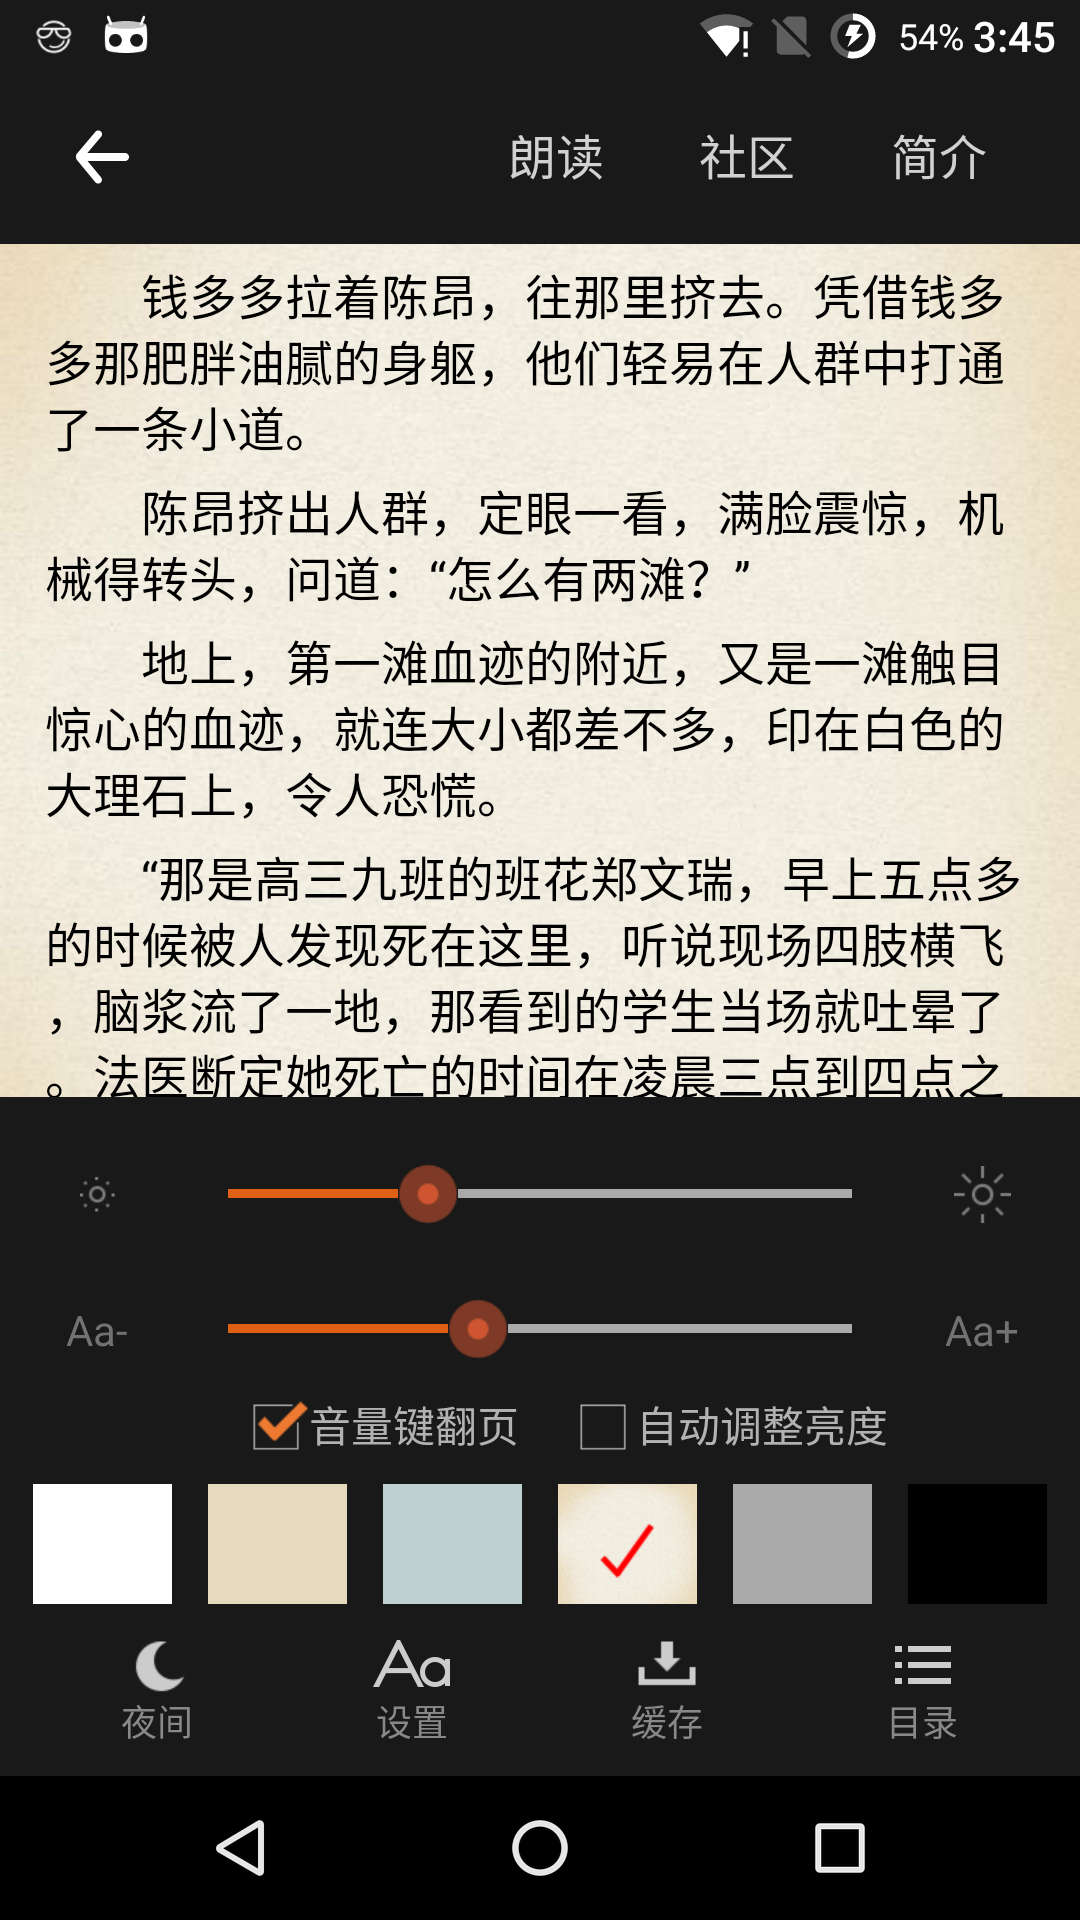 54% 3:45
朗读 社区 简介
钱多多拉着陈昂，往那里挤去。凭借钱多
多那肥胖油腻的身躯，他们轻易在人群中打通
了一条小道。
陈昂挤出人群，定眼一看，满脸震惊，机
械得转头，问道：“怎么有两滩？”
地上，第一滩血迹的附近，又是一滩触目
惊心的血迹，就连大小都差不多，印在白色的
大理石上，令人恐慌。
“那是高三九班的班花郑文瑞，早上五点多
的时候被人发现死在这里，听说现场四肢横飞
，脑浆流了一地，那看到的学生当场就吐晕了
。法医断定她死亡的时间在凌晨三点到四点之
Aa- Aa+
音量键翻页 自动调整亮度
Aa
夜间 设置 缓存 目录